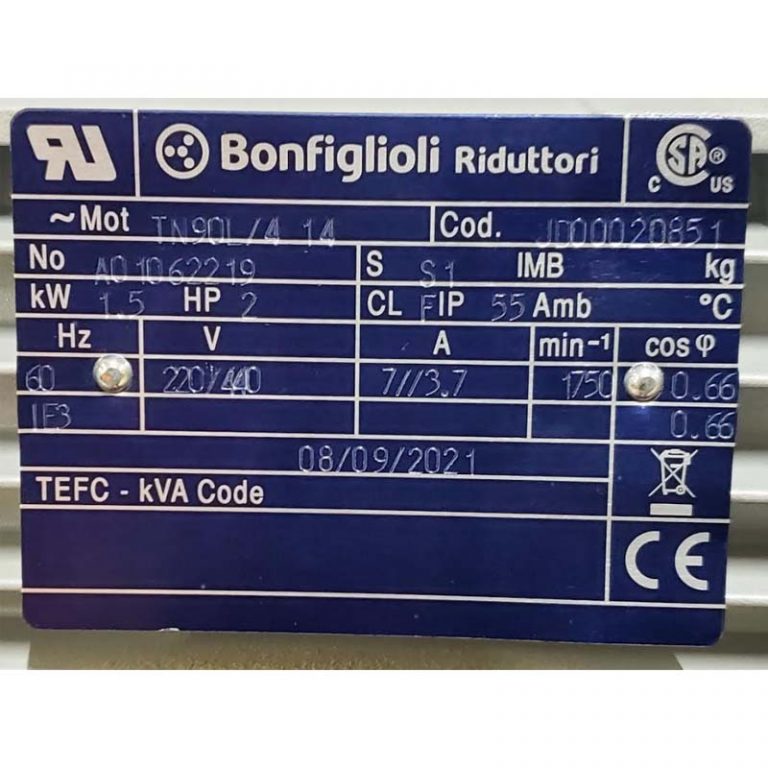 Bonfiglioli Riduttori
SA® C US
~Mot TN90L/4 14 Cod. JD00020851
No A01062219 S S1 IMB kg
kW 1.5 HP 2 CL F IP 55 Amb °C
Hz V A min-1 cos φ
60 220/440 7//3.7 1750 0.66
IE3 0.66
08/09/2021
TEFC - kVA Code
CE